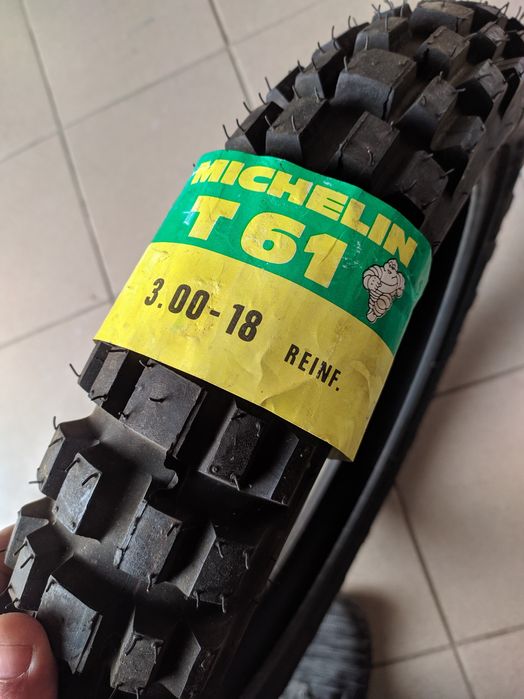 MICHELIN
T 61
3.00-18 REINF.